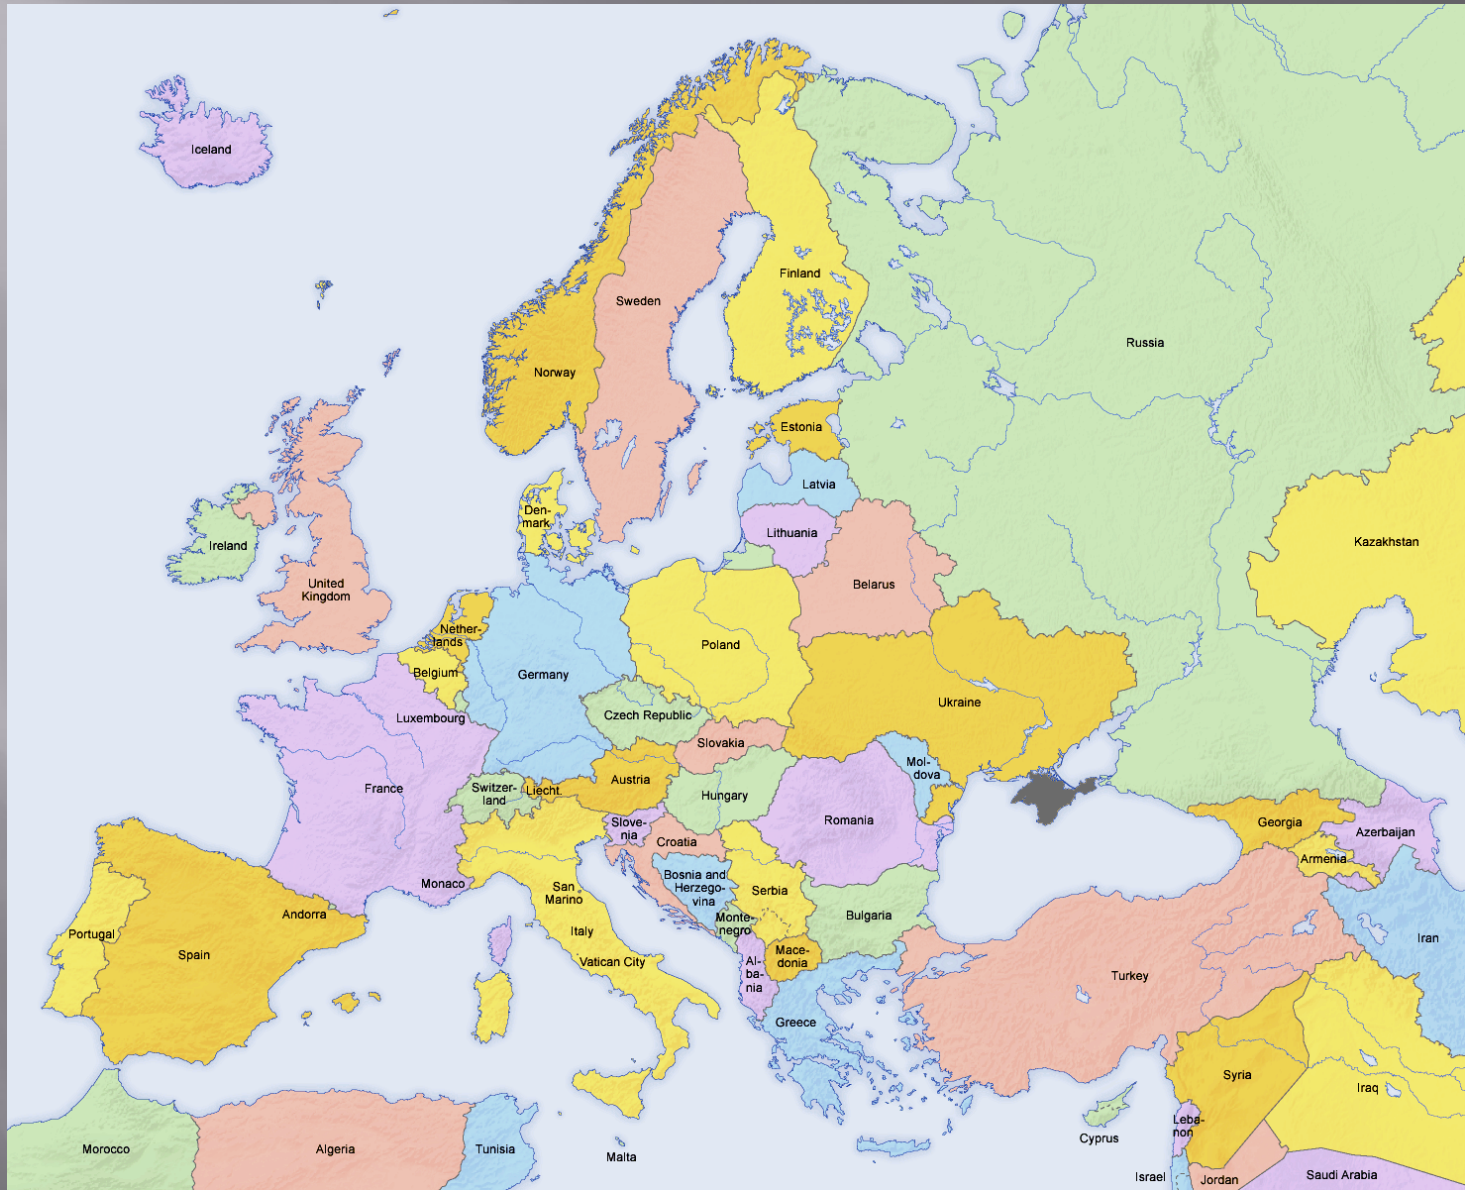 Iceland
Finland
Sweden
Russia
Norway
Estonia
Latvia
Den-
mark
Lithuania
Ireland
Kazakhstan
United
Kingdom
Belarus
Nether-
lands
Poland
Belgium
Germany
Ukraine
Luxembourg
Czech Republic
Slovakia
Mol-
dova
Austria
France
Switzer-
land
Liecht.
Hungary
Slove-
nia
Romania
Georgia
Azerbaijan
Croatia
Armenia
Monaco
Bosnia and
Herzego-
vina
San
Marino
Serbia
Andorra
Monte-
negro
Bulgaria
Portugal
Italy
Iran
Spain
Mace-
donia
Vatican City
Al-
ba-
nia
Turkey
Greece
Syria
Iraq
Leba-
non
Cyprus
Morocco
Algeria
Tunisia
Malta
Israel
Jordan
Saudi Arabia